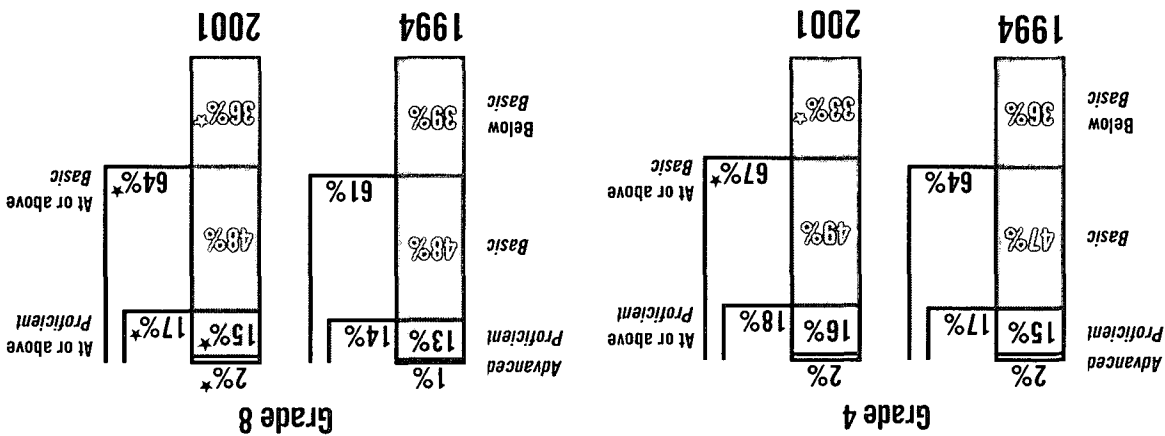 Grade 4
Advanced
Proficient
Basic
Below
Basic
2%
15%
17%
47%
64%
36%
1994
2%
16%
18%
49%
67%★
33%☆
2001
At or above
Proficient
At or above
Basic
Grade 8
Advanced
Proficient
Basic
Below
Basic
1%
13%
14%
48%
61%
39%
1994
2%★
15%★
17%★
48%
64%★
36%☆
2001
At or above
Proficient
At or above
Basic